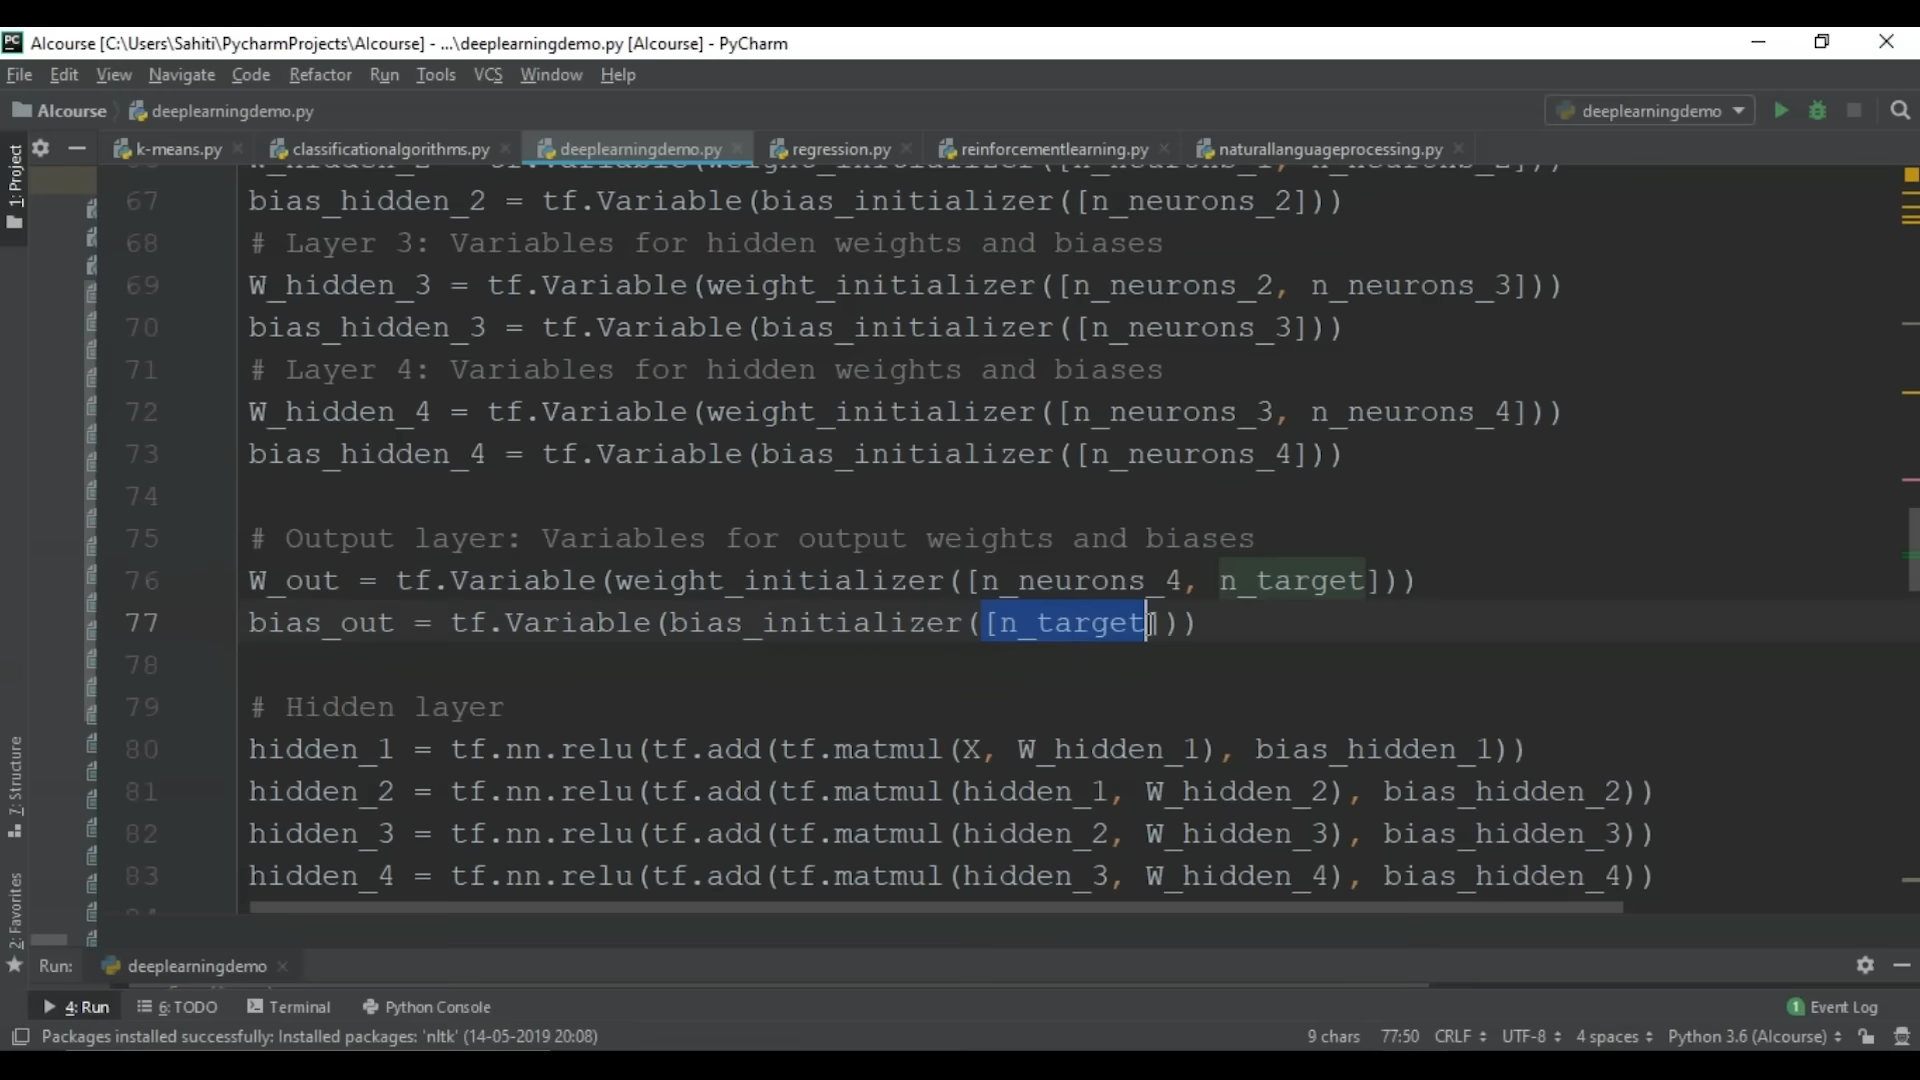 PC Alcourse [C:\Users\Sahiti\PycharmProjects\Alcourse] - ...\deeplearningdemo.py [Alcourse] - PyCharm
File Edit View Navigate Code Refactor Run Tools VCS Window Help
Alcourse deeplearningdemo.py deeplearningdemo
1: Project k-means.py classificationalgorithms.py deeplearningdemo.py regression.py reinforcementlearning.py naturallanguageprocessing.py
67 bias_hidden_2 = tf.Variable(bias_initializer([n_neurons_2]))
68 # Layer 3: Variables for hidden weights and biases
69 W_hidden_3 = tf.Variable(weight_initializer([n_neurons_2, n_neurons_3]))
70 bias_hidden_3 = tf.Variable(bias_initializer([n_neurons_3]))
71 # Layer 4: Variables for hidden weights and biases
72 W_hidden_4 = tf.Variable(weight_initializer([n_neurons_3, n_neurons_4]))
73 bias_hidden_4 = tf.Variable(bias_initializer([n_neurons_4]))
74
75 # Output layer: Variables for output weights and biases
76 W_out = tf.Variable(weight_initializer([n_neurons_4, n_target]))
77 bias_out = tf.Variable(bias_initializer([n_target]))
78
79 # Hidden layer
80 hidden_1 = tf.nn.relu(tf.add(tf.matmul(X, W_hidden_1), bias_hidden_1))
81 hidden_2 = tf.nn.relu(tf.add(tf.matmul(hidden_1, W_hidden_2), bias_hidden_2))
82 hidden_3 = tf.nn.relu(tf.add(tf.matmul(hidden_2, W_hidden_3), bias_hidden_3))
83 hidden_4 = tf.nn.relu(tf.add(tf.matmul(hidden_3, W_hidden_4), bias_hidden_4))
7: Structure
2: Favorites
Run: deeplearningdemo
4: Run 6: TODO Terminal Python Console 1 Event Log
Packages installed successfully: Installed packages: 'nltk' (14-05-2019 20:08) 9 chars 77:50 CRLF UTF-8 4 spaces Python 3.6 (Alcourse)